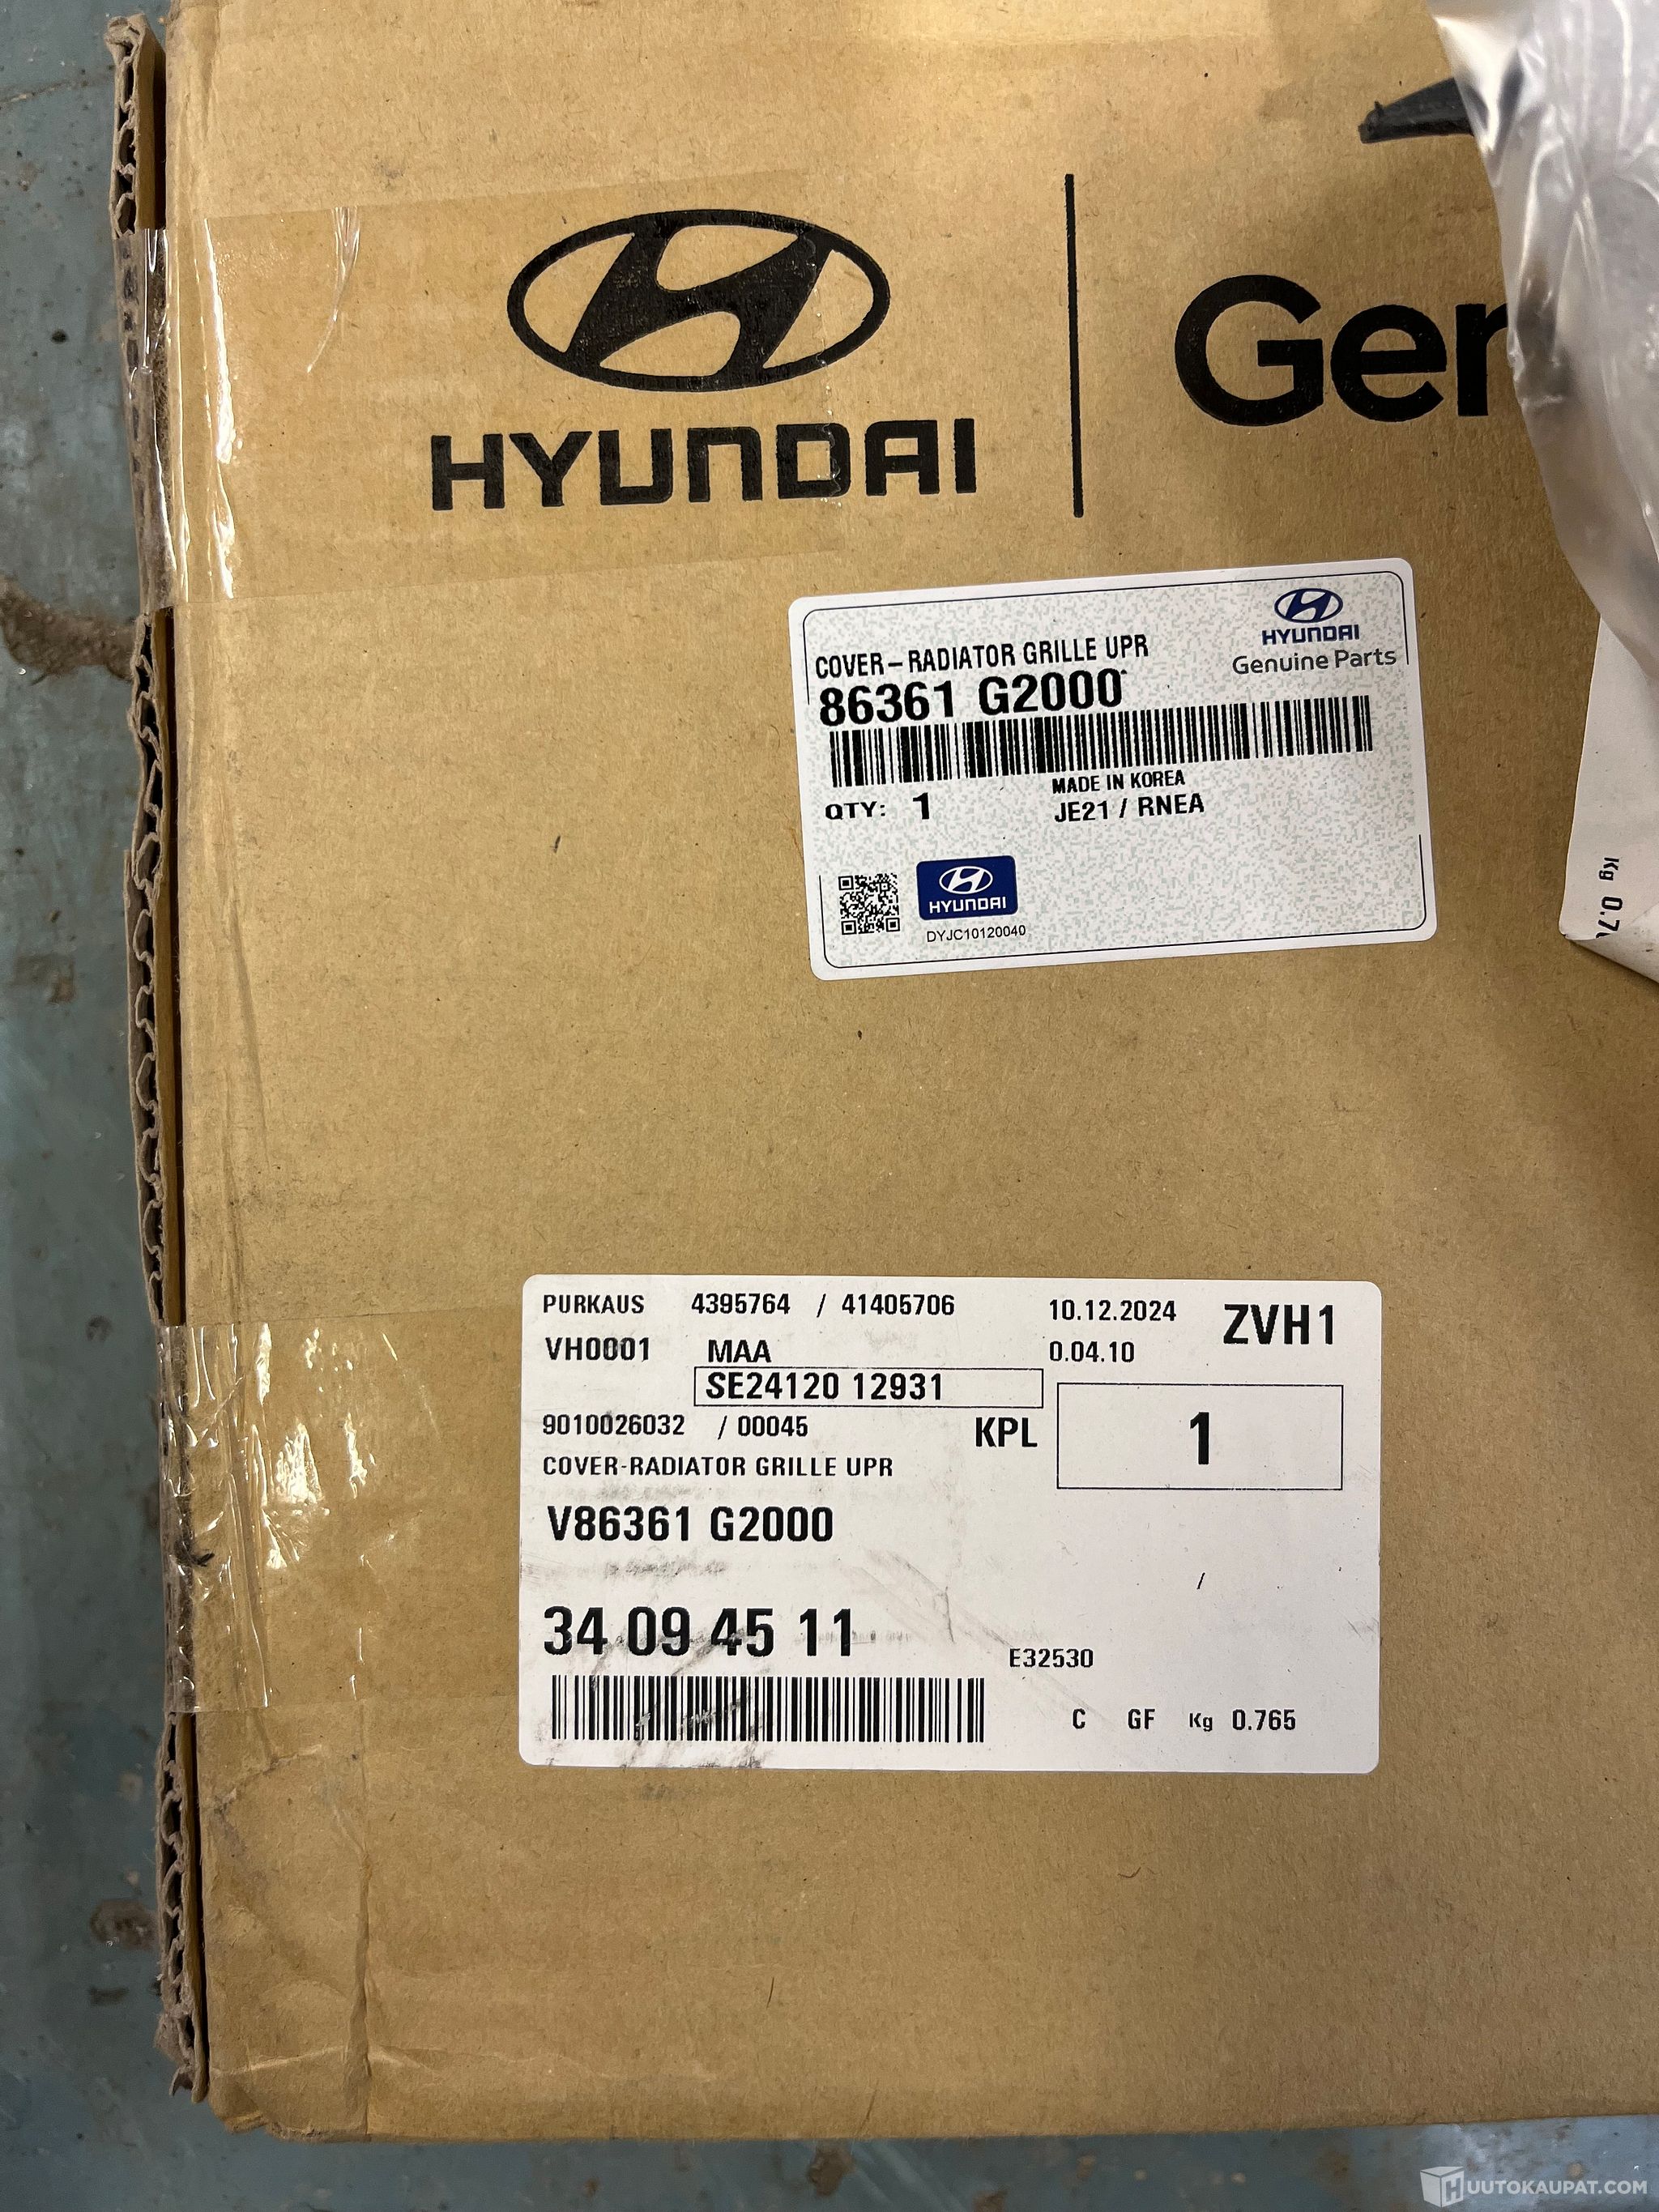 HYUNDAI
COVER-RADIATOR GRILLE UPR
86361 G2000
HYUNDAI
Genuine Parts
MADE IN KOREA
QTY: 1
JE21 / RNEA
HYUNDAI
DYJC10120040
Kg
PURKAUS 4395764 / 41405706 10.12.2024 ZVH1
VH0001 MAA 0.04.10
SE24120 12931
9010026032 / 00045 KPL 1
COVER-RADIATOR GRILLE UPR
V86361 G2000
/
34 09 45 11
E32530
C GF Kg 0.765
HUUTOKAUPAT.COM